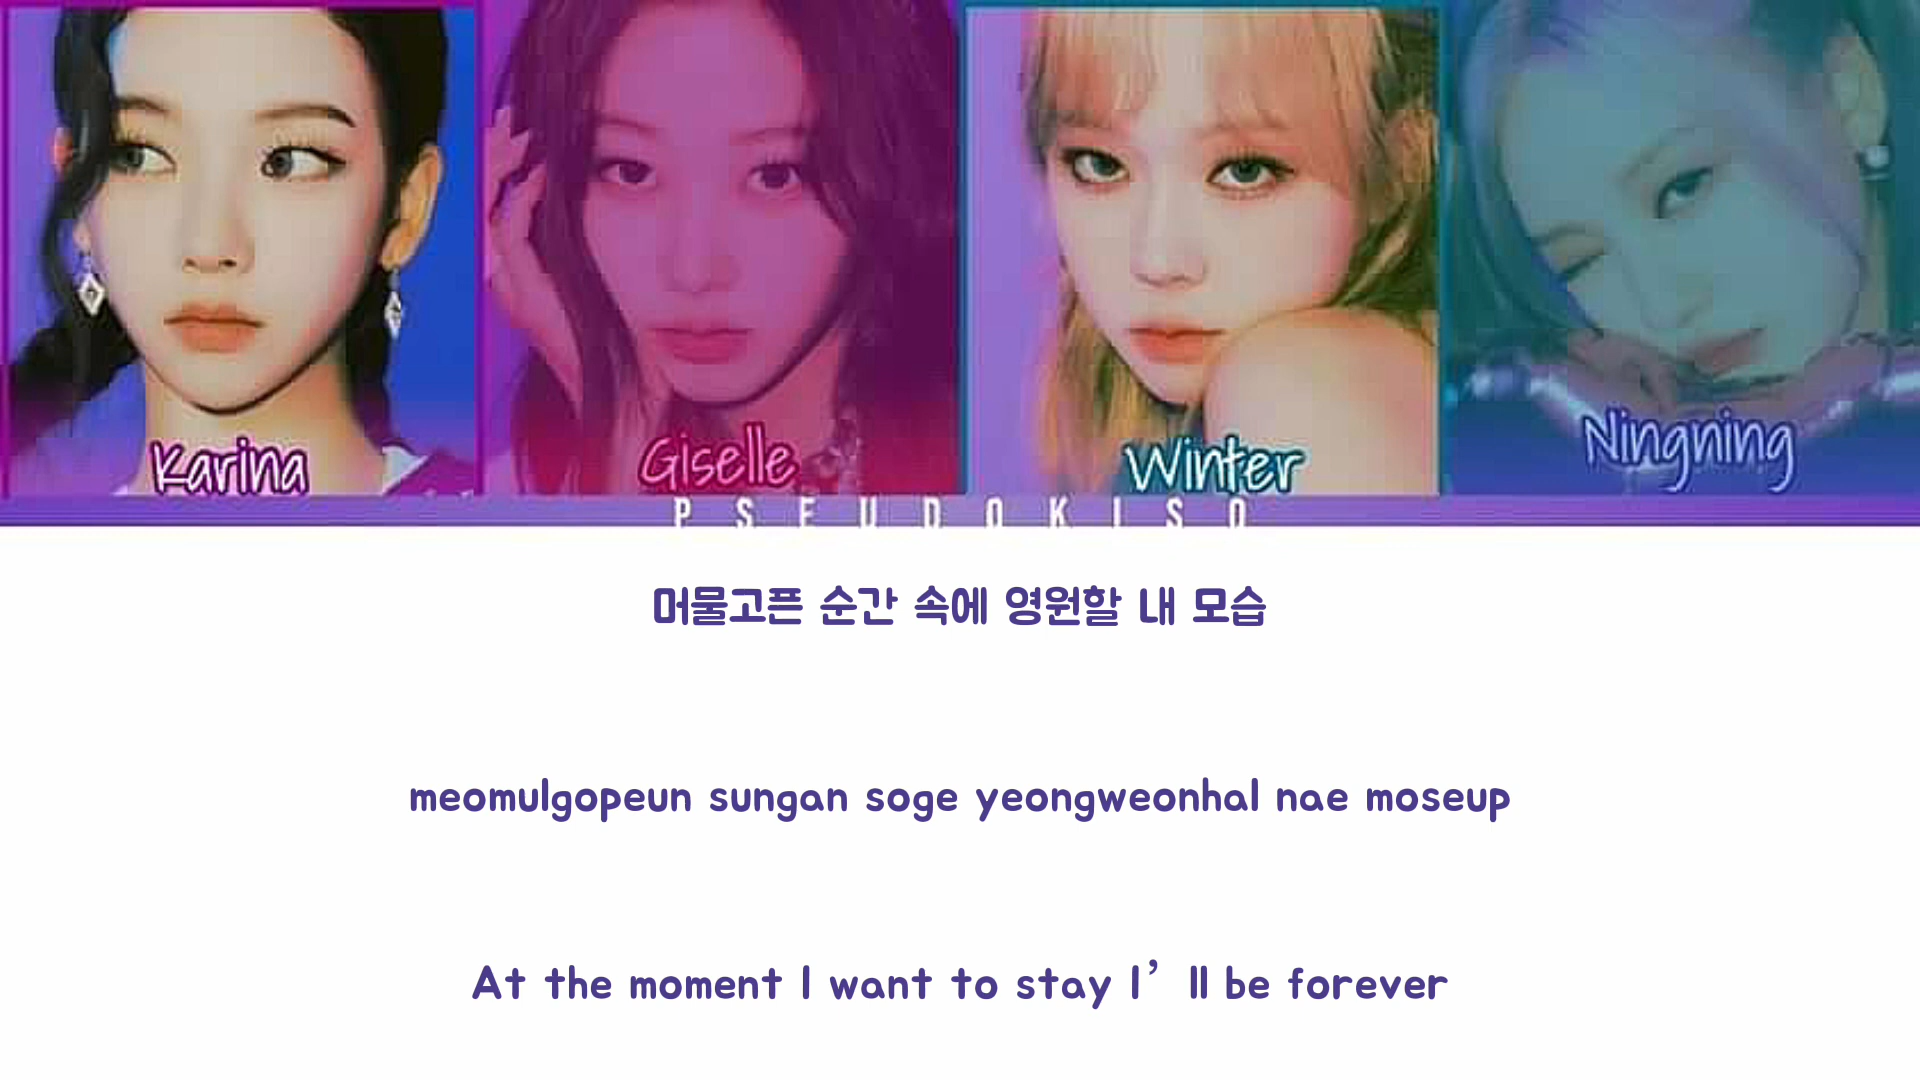 Karina
Giselle
Winter
Ningning
PSEUDOKISO
머물고픈 순간 속에 영원할 내 모습
meomulgopeun sungan soge yeongweonhal nae moseup
At the moment I want to stay I’ll be forever